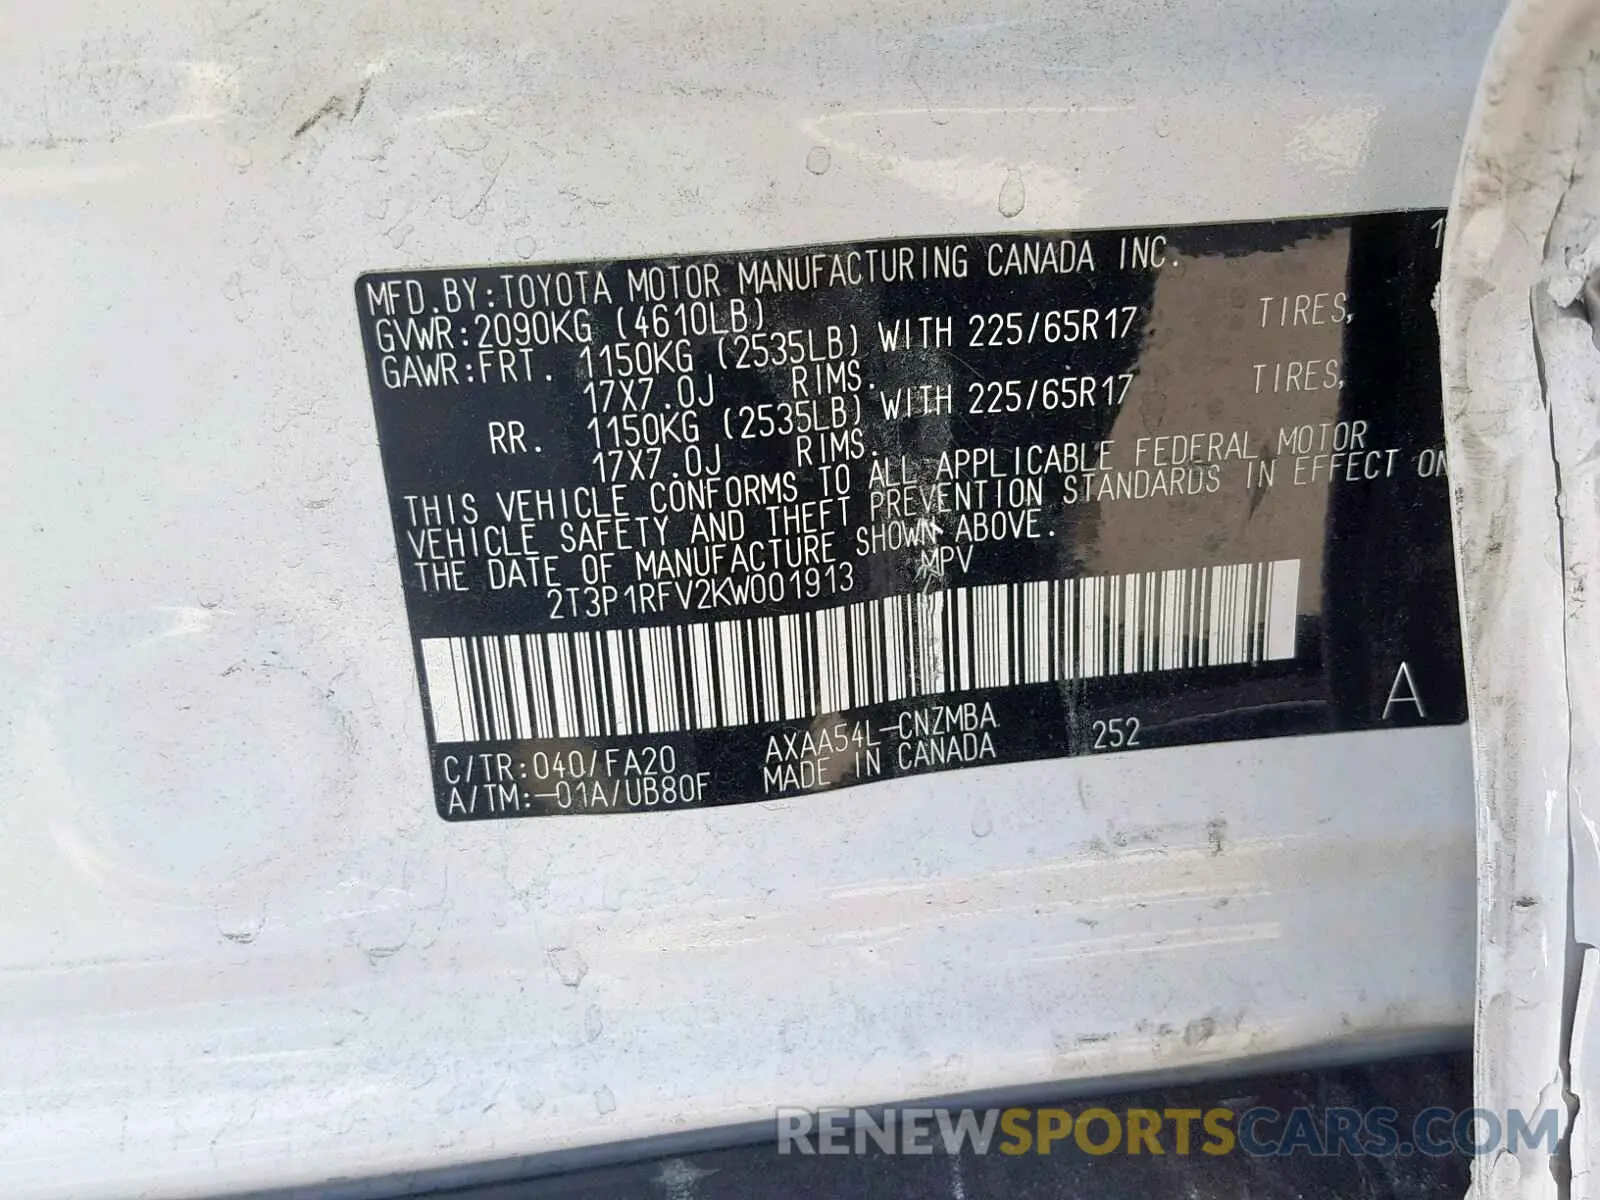 MFD.BY:TOYOTA MOTOR MANUFACTURING CANADA INC.
GVWR:2090KG (4610LB)
GAWR:FRT. 1150KG (2535LB) WITH 225/65R17 TIRES,
17X7.0J RIMS.
RR. 1150KG (2535LB) WITH 225/65R17 TIRES,
17X7.0J RIMS.
THIS VEHICLE CONFORMS TO ALL APPLICABLE FEDERAL MOTOR
VEHICLE SAFETY AND THEFT PREVENTION STANDARDS IN EFFECT ON
THE DATE OF MANUFACTURE SHOWN ABOVE.
2T3P1RFV2KW001913 MPV
A
C/TR:040/FA20 AXAA54L-CNZMBA 252
A/TM:-01A/UB80F MADE IN CANADA
RENEWSPORTSCARS.COM